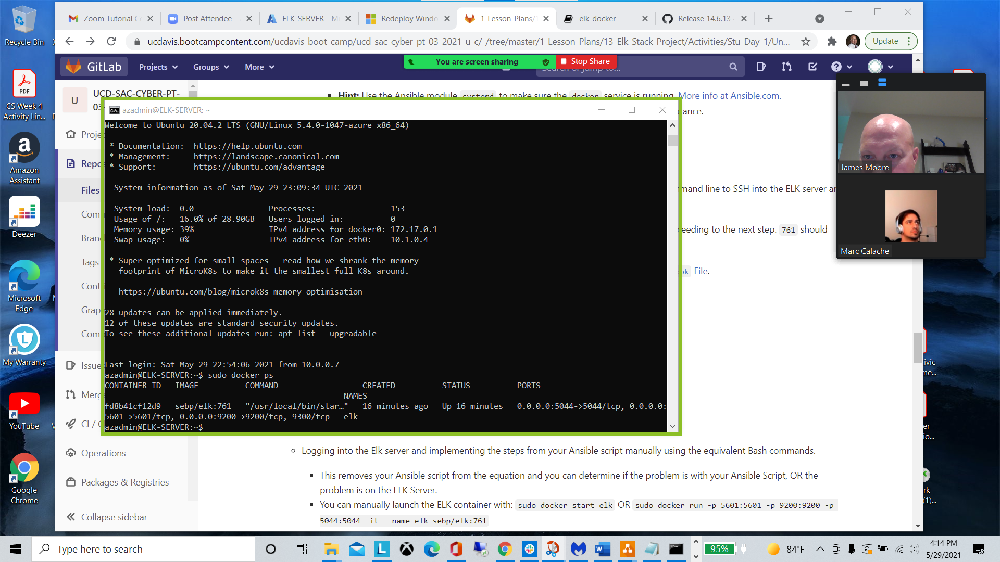 Recycle Bin
CS Week 4
Activity Lin...
Amazon
Assistant
Deezer
Microsoft
Edge
My Warranty
YouTube
Google
Chrome
Zoom Tutorial C
Post Attendee -
ELK-SERVER - Mi
Redeploy Windo
1-Lesson-Plans/
elk-docker
Release 14.6.13
ucdavis.bootcampcontent.com/ucdavis-boot-camp/ucd-sac-cyber-pt-03-2021-u-c/-/tree/master/1-Lesson-Plans/13-Elk-Stack-Project/Activities/Stu_Day_1/Un...
Update
GitLab
Projects
Groups
More
You are screen sharing
Stop Share
Search or jump to...
U
UCD-SAC-CYBER-PT-
03-
Hint: Use the Ansible module systemd to make sure the docker service is running. More info at Ansible.com.
azadmin@ELK-SERVER: ~
Welcome to Ubuntu 20.04.2 LTS (GNU/Linux 5.4.0-1047-azure x86_64)
* Documentation: https://help.ubuntu.com
* Management: https://landscape.canonical.com
* Support: https://ubuntu.com/advantage
System information as of Sat May 29 23:09:34 UTC 2021
System load: 0.0 Processes: 153
Usage of /: 16.0% of 28.90GB Users logged in: 0
Memory usage: 39% IPv4 address for docker0: 172.17.0.1
Swap usage: 0% IPv4 address for eth0: 10.1.0.4
* Super-optimized for small spaces - read how we shrank the memory
footprint of MicroK8s to make it the smallest full K8s around.
https://ubuntu.com/blog/microk8s-memory-optimisation
28 updates can be applied immediately.
12 of these updates are standard security updates.
To see these additional updates run: apt list --upgradable
Last login: Sat May 29 22:54:06 2021 from 10.0.0.7
azadmin@ELK-SERVER:~$ sudo docker ps
CONTAINER ID IMAGE COMMAND CREATED STATUS PORTS
NAMES
fd8b41cf12d9 sebp/elk:761 "/usr/local/bin/star…" 16 minutes ago Up 16 minutes 0.0.0.0:5044->5044/tcp, 0.0.0.0:
5601->5601/tcp, 0.0.0.0:9200->9200/tcp, 9300/tcp elk
azadmin@ELK-SERVER:~$
lance.
mand line to SSH into the ELK server an
eeding to the next step. 761 should
ok File.
Proje
Repo
Files
Com
Bran
Tags
Cont
Grap
Com
Issue
Merg
CI / C
Operations
Packages & Registries
Collapse sidebar
Logging into the Elk server and implementing the steps from your Ansible script manually using the equivalent Bash commands.
This removes your Ansible script from the equation and you can determine if the problem is with your Ansible Script, OR the
problem is on the ELK Server.
You can manually launch the ELK container with: sudo docker start elk OR sudo docker run -p 5601:5601 -p 9200:9200 -p
5044:5044 -it --name elk sebp/elk:761
James Moore
Marc Calache
ivic
me...
er
io...
rk
(1)...
Type here to search
95%
84°F
4:14 PM
5/29/2021